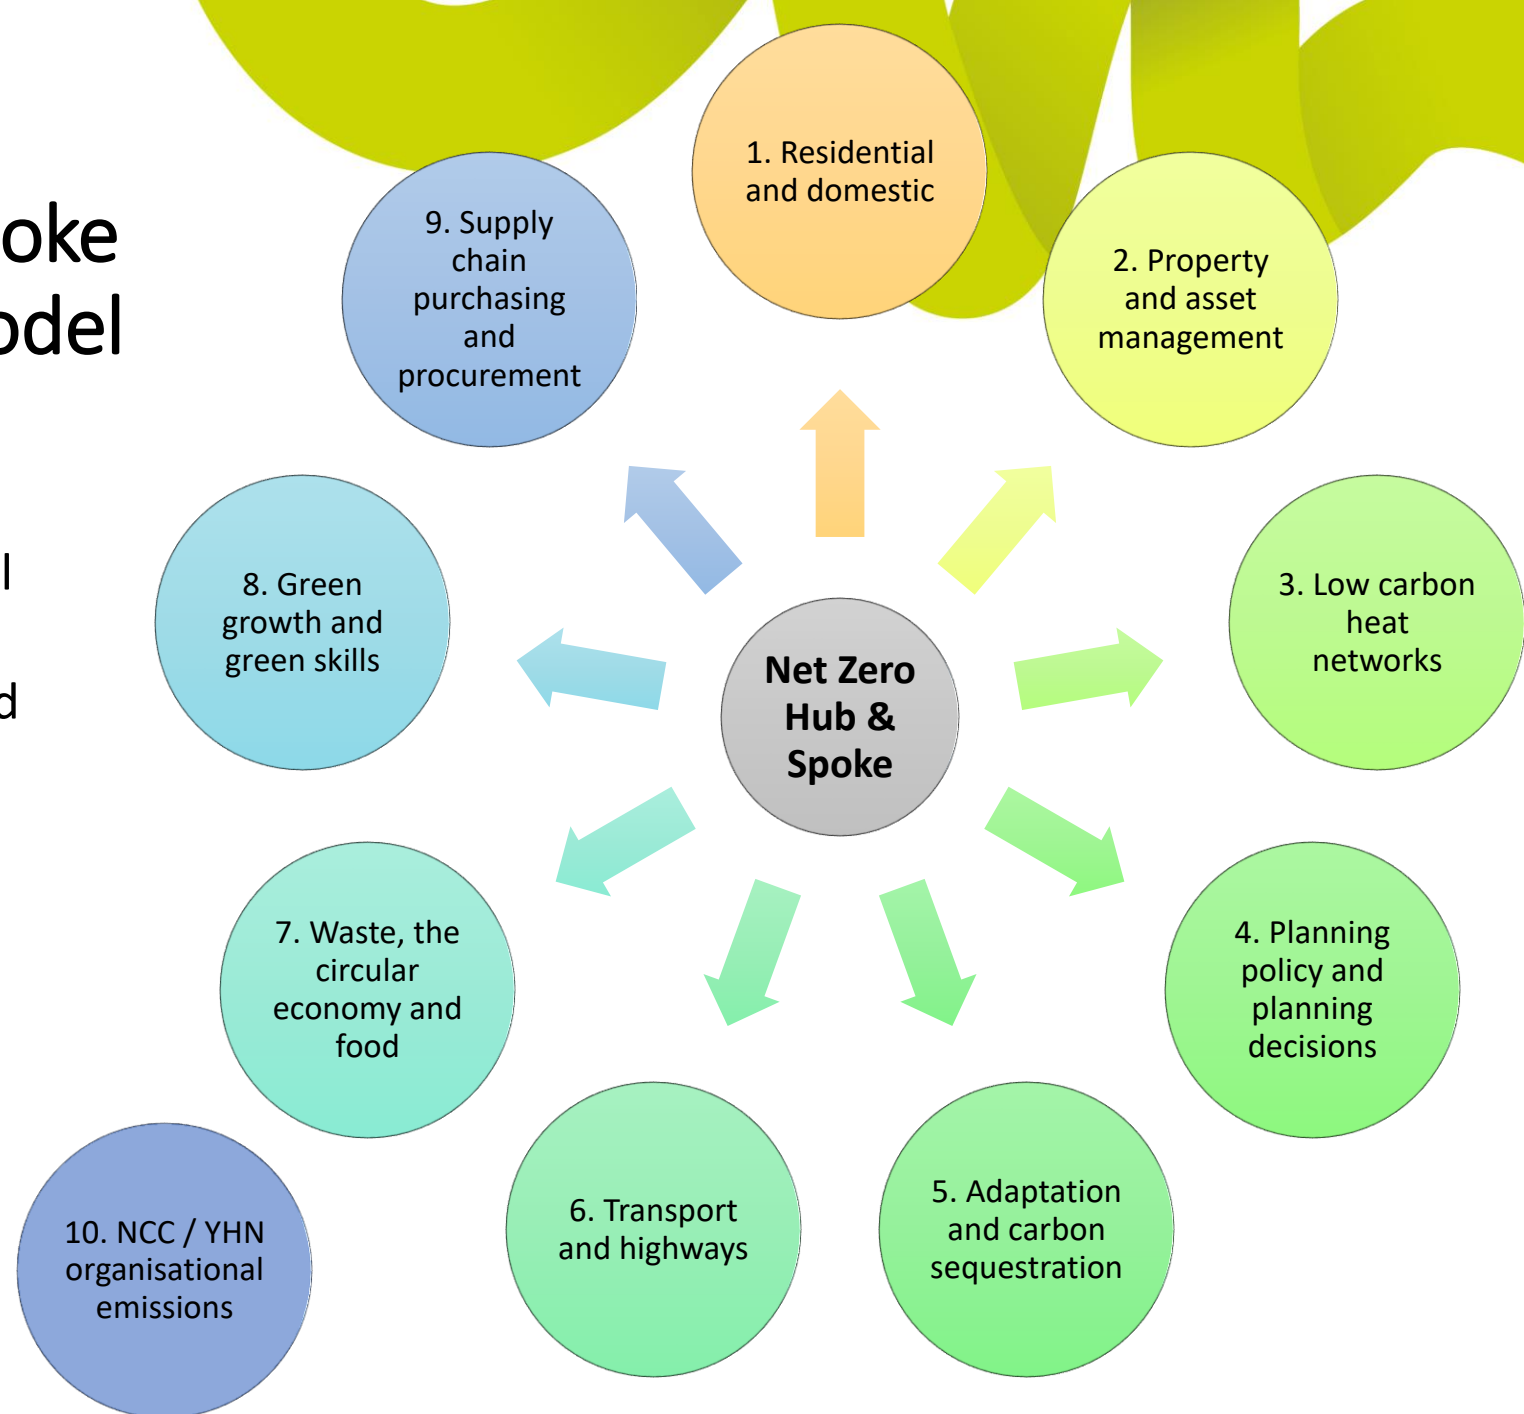 oke
odel
l
d
1. Residential
and domestic
2. Property
and asset
management
3. Low carbon
heat
networks
4. Planning
policy and
planning
decisions
5. Adaptation
and carbon
sequestration
6. Transport
and highways
7. Waste, the
circular
economy and
food
8. Green
growth and
green skills
9. Supply
chain
purchasing
and
procurement
10. NCC / YHN
organisational
emissions
Net Zero
Hub &
Spoke